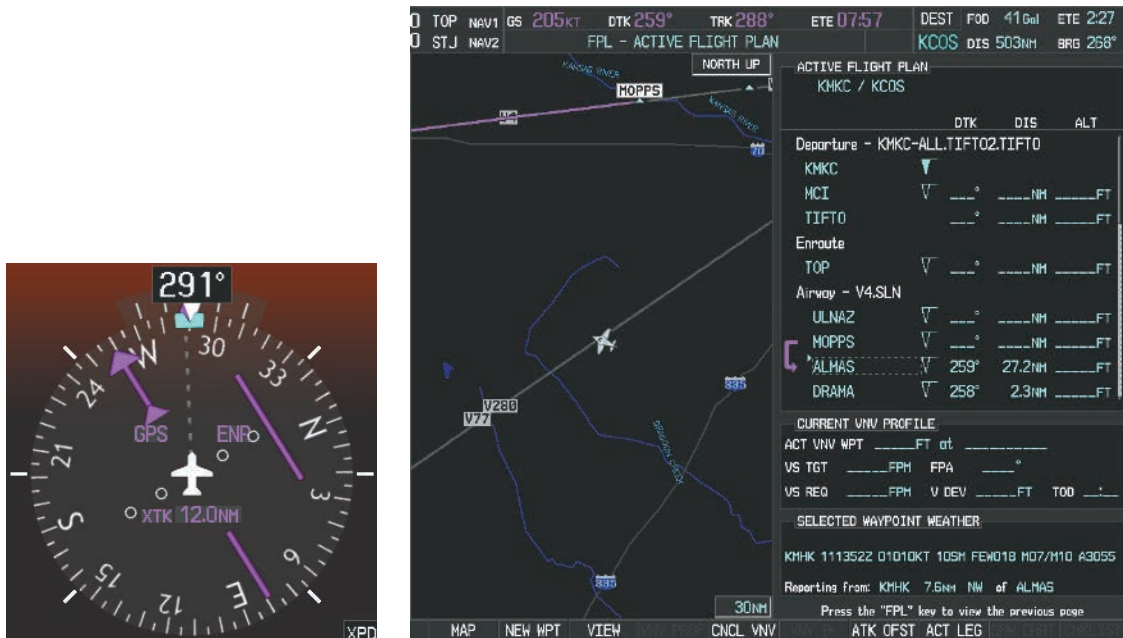 TOP NAV1 GS 205KT DTK 259° TRK 288° ETE 07:57 DEST FOD 41Gal ETE 2:27
STJ NAV2 FPL - ACTIVE FLIGHT PLAN KCOS DIS 503NM BRG 268°
NORTH UP
KANSAS RIVER
MOPPS
KANSAS RIVER
V4
70
335
V280
V77
DRAGOON CREEK
335
30NM
ACTIVE FLIGHT PLAN
KMKC / KCOS
DTK DIS ALT
Departure - KMKC-ALL.TIFTO2.TIFTO
KMKC
MCI ___° ____NM _____FT
TIFTO ___° ____NM _____FT
Enroute
TOP ___° ____NM _____FT
Airway - V4.SLN
ULNAZ ___° ____NM _____FT
MOPPS ___° ____NM _____FT
ALMAS 259° 27.2NM _____FT
DRAMA 258° 2.3NM _____FT
CURRENT VNV PROFILE
ACT VNV WPT _____FT at __________
VS TGT _____FPM FPA ____°
VS REQ _____FPM V DEV _____FT TOD __:__
SELECTED WAYPOINT WEATHER
KMHK 111352Z 01010KT 10SM FEW018 M07/M10 A3055
Reporting from: KMHK 7.6NM NW of ALMAS
Press the "FPL" key to view the previous page
MAP NEW WPT VIEW CNCL VNV ATK OFST ACT LEG
291°
W 30 33 N 3 6 E 12 15 S 21 24
GPS ENR
XTK 12.0NM
XPD